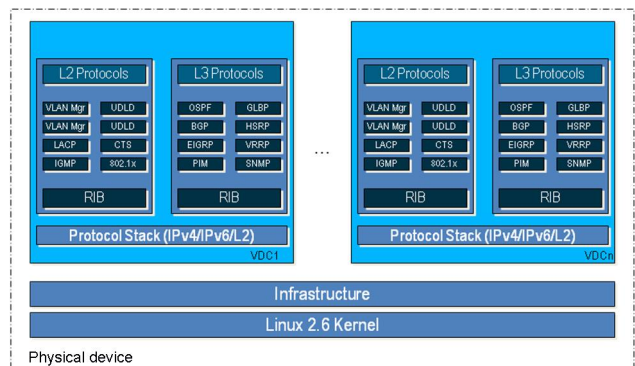 L2 Protocols
L3 Protocols
VLAN Mgr UDLD
OSPF GLBP
VLAN Mgr UDLD
BGP HSRP
LACP CTS
EIGRP VRRP
IGMP 802.1x
PIM SNMP
RIB
RIB
Protocol Stack (IPv4/IPv6/L2)
VDC1
...
L2 Protocols
L3 Protocols
VLAN Mgr UDLD
OSPF GLBP
VLAN Mgr UDLD
BGP HSRP
LACP CTS
EIGRP VRRP
IGMP 802.1x
PIM SNMP
RIB
RIB
Protocol Stack (IPv4/IPv6/L2)
VDCn
Infrastructure
Linux 2.6 Kernel
Physical device